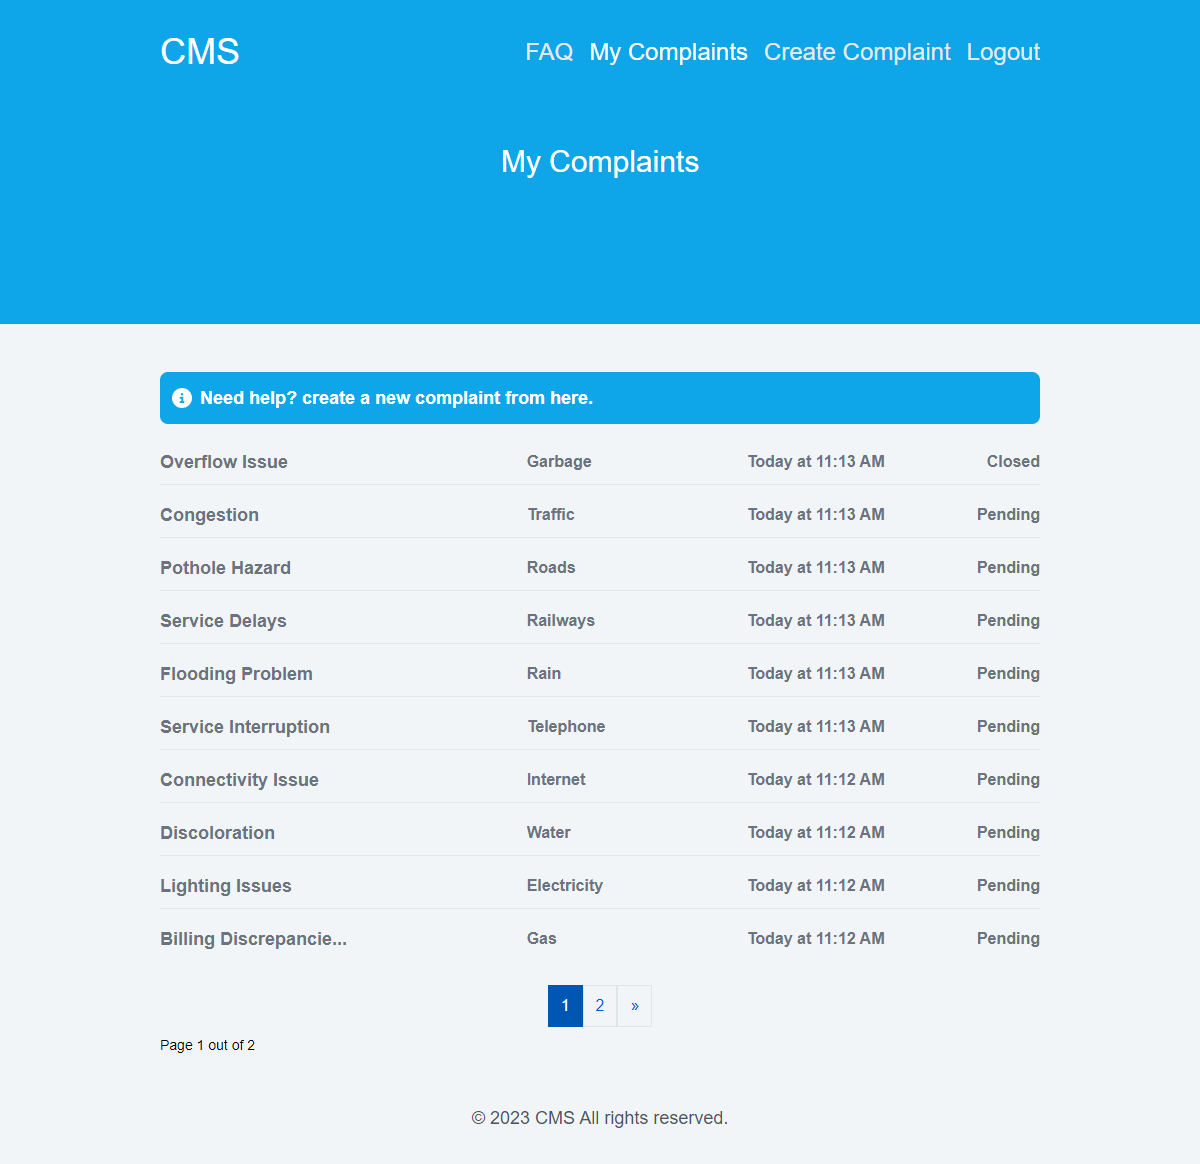 CMS FAQ My Complaints Create Complaint Logout
My Complaints
Need help? create a new complaint from here.
Overflow Issue Garbage Today at 11:13 AM Closed
Congestion Traffic Today at 11:13 AM Pending
Pothole Hazard Roads Today at 11:13 AM Pending
Service Delays Railways Today at 11:13 AM Pending
Flooding Problem Rain Today at 11:13 AM Pending
Service Interruption Telephone Today at 11:13 AM Pending
Connectivity Issue Internet Today at 11:12 AM Pending
Discoloration Water Today at 11:12 AM Pending
Lighting Issues Electricity Today at 11:12 AM Pending
Billing Discrepancie... Gas Today at 11:12 AM Pending
1 2 »
Page 1 out of 2
© 2023 CMS All rights reserved.